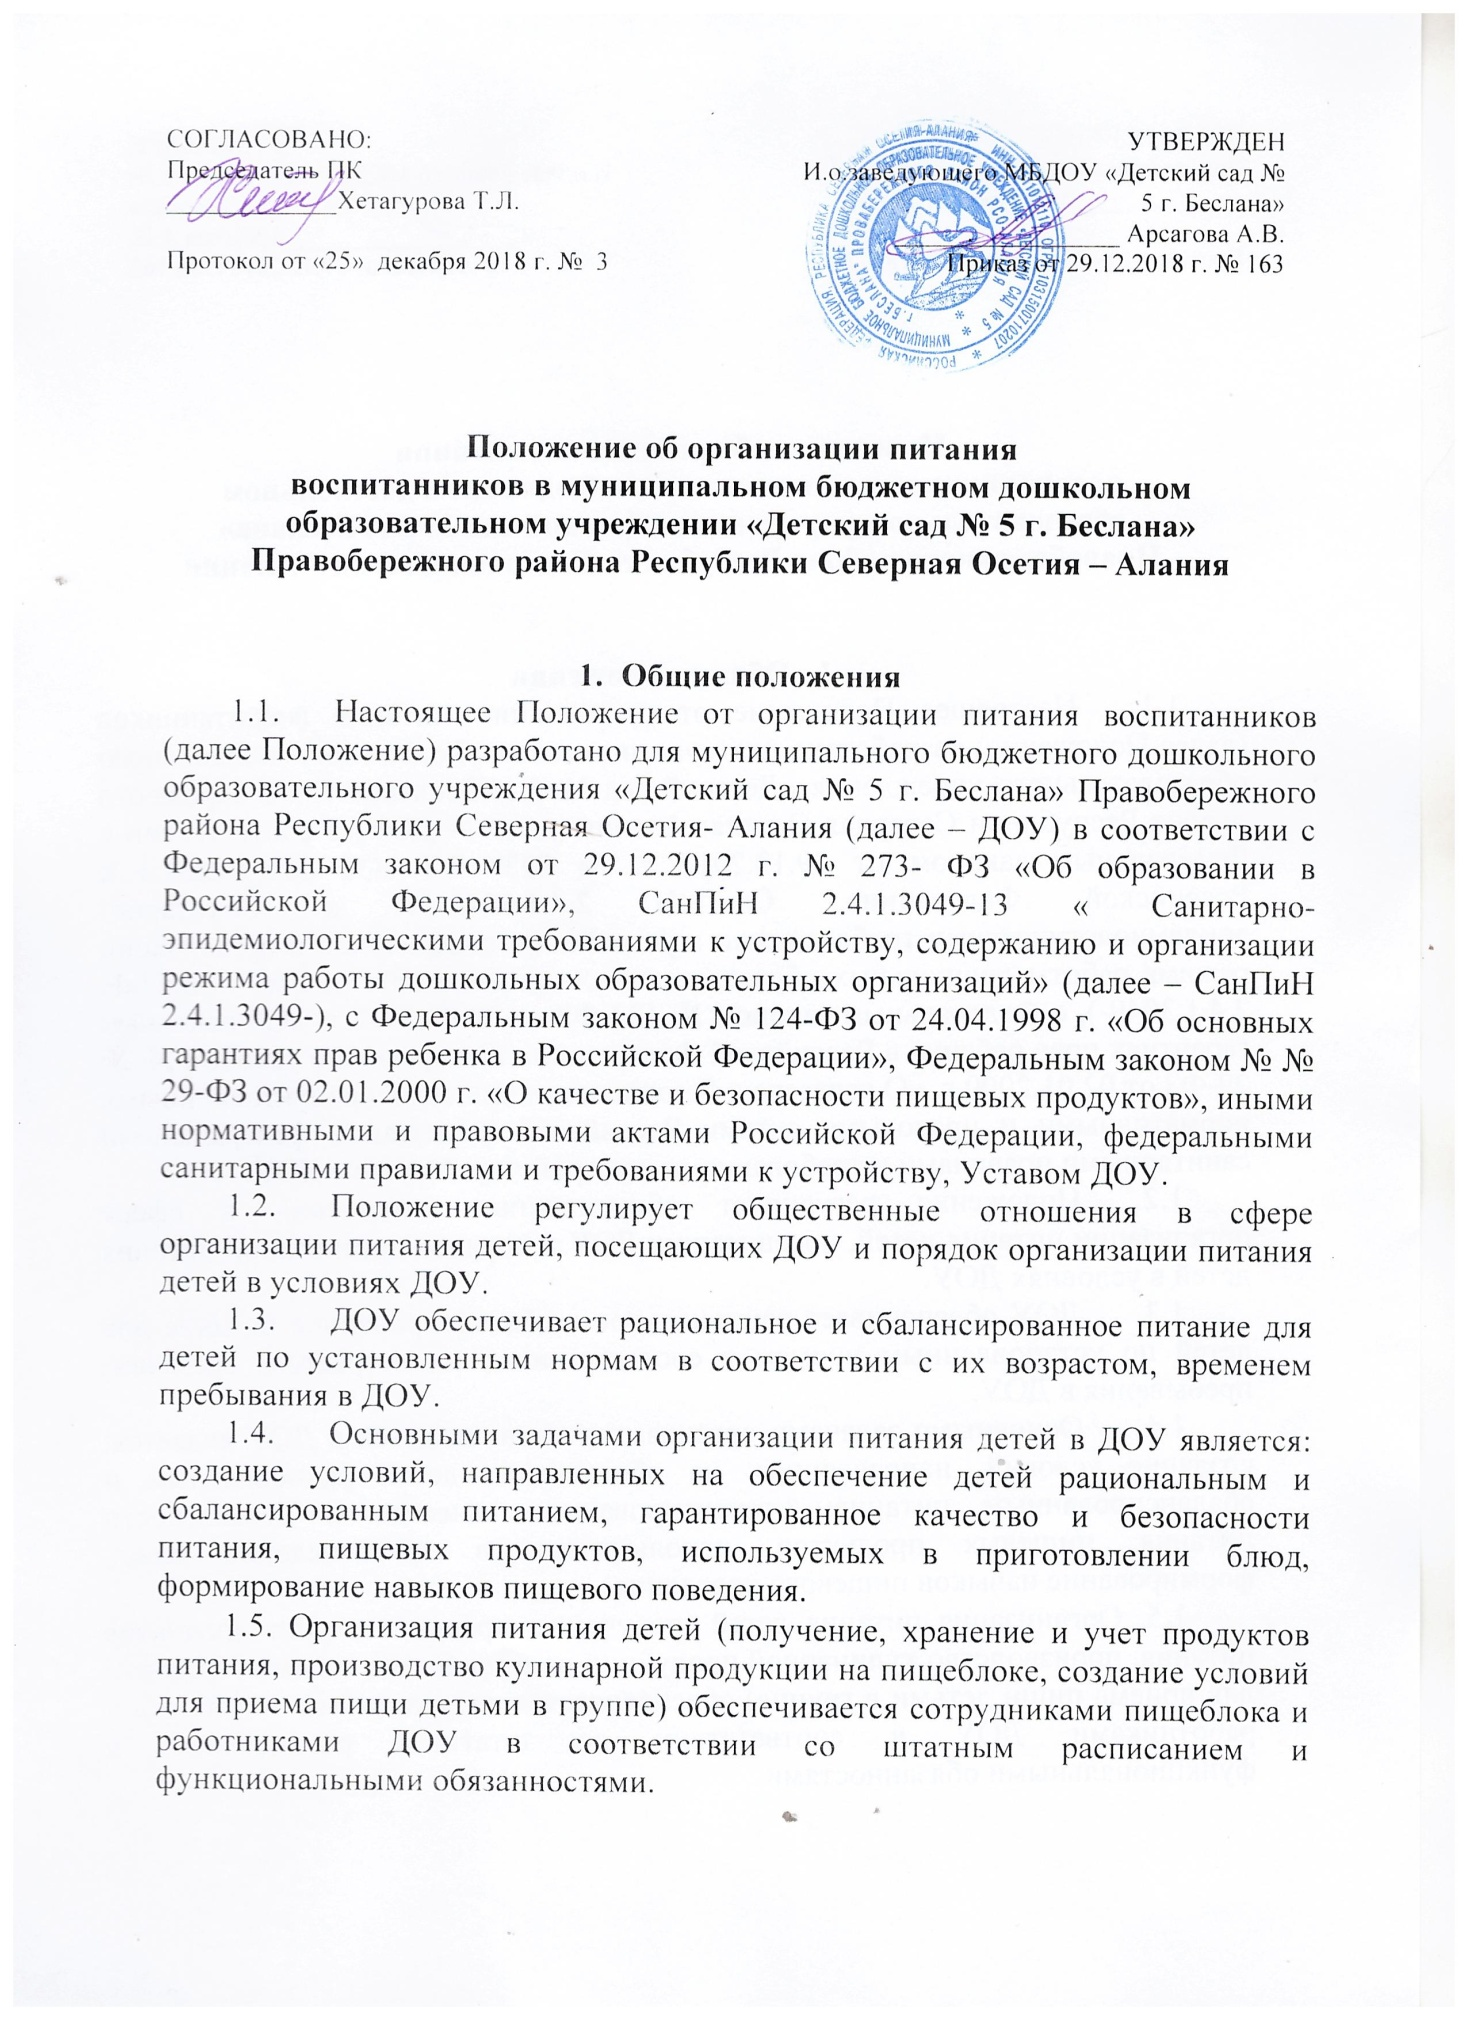 СОГЛАСОВАНО:
Председатель ПК
_____________Хетагурова Т.Л.
Протокол от «25» декабря 2018 г. № 3
УТВЕРЖДЕН
И.о.заведующего МБДОУ «Детский сад №
5 г. Беслана»
__________________ Арсагова А.В.
Приказ от 29.12.2018 г. № 163
Положение об организации питания
воспитанников в муниципальном бюджетном дошкольном
образовательном учреждении «Детский сад № 5 г. Беслана»
Правобережного района Республики Северная Осетия – Алания
1. Общие положения
1.1. Настоящее Положение от организации питания воспитанников
(далее Положение) разработано для муниципального бюджетного дошкольного
образовательного учреждения «Детский сад № 5 г. Беслана» Правобережного
района Республики Северная Осетия- Алания (далее – ДОУ) в соответствии с
Федеральным законом от 29.12.2012 г. № 273- ФЗ «Об образовании в
Российской Федерации», СанПиН 2.4.1.3049-13 « Санитарно-
эпидемиологическими требованиями к устройству, содержанию и организации
режима работы дошкольных образовательных организаций» (далее – СанПиН
2.4.1.3049-), с Федеральным законом № 124-ФЗ от 24.04.1998 г. «Об основных
гарантиях прав ребенка в Российской Федерации», Федеральным законом № №
29-ФЗ от 02.01.2000 г. «О качестве и безопасности пищевых продуктов», иными
нормативными и правовыми актами Российской Федерации, федеральными
санитарными правилами и требованиями к устройству, Уставом ДОУ.
1.2. Положение регулирует общественные отношения в сфере
организации питания детей, посещающих ДОУ и порядок организации питания
детей в условиях ДОУ.
1.3. ДОУ обеспечивает рациональное и сбалансированное питание для
детей по установленным нормам в соответствии с их возрастом, временем
пребывания в ДОУ.
1.4. Основными задачами организации питания детей в ДОУ является:
создание условий, направленных на обеспечение детей рациональным и
сбалансированным питанием, гарантированное качество и безопасности
питания, пищевых продуктов, используемых в приготовлении блюд,
формирование навыков пищевого поведения.
1.5. Организация питания детей (получение, хранение и учет продуктов
питания, производство кулинарной продукции на пищеблоке, создание условий
для приема пищи детьми в группе) обеспечивается сотрудниками пищеблока и
работниками ДОУ в соответствии со штатным расписанием и
функциональными обязанностями.